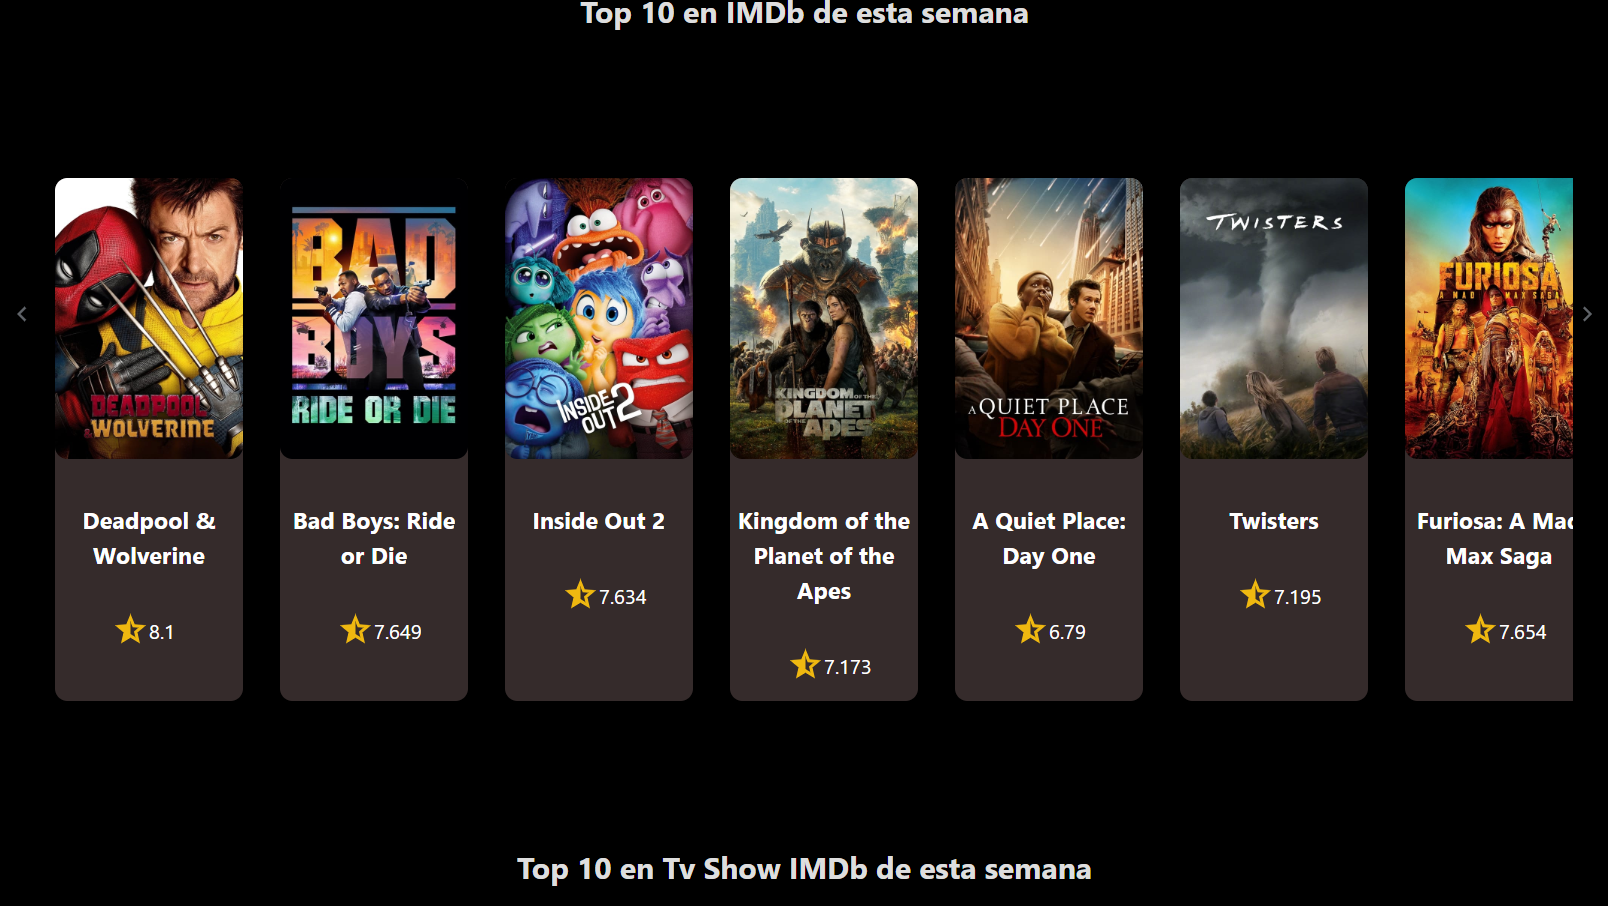 Top 10 en IMDb de esta semana
DEADPOOL
& WOLVERINE
BAD
BOYS
RIDE OR DIE
INSIDE
OUT 2
KINGDOM OF THE
PLANET
OF THE APES
A QUIET PLACE
DAY ONE
TWISTERS
FURIOSA
A MAD MAX SAGA
Deadpool &
Wolverine
8.1
Bad Boys: Ride
or Die
7.649
Inside Out 2
7.634
Kingdom of the
Planet of the
Apes
7.173
A Quiet Place:
Day One
6.79
Twisters
7.195
Furiosa: A Mad
Max Saga
7.654
Top 10 en Tv Show IMDb de esta semana